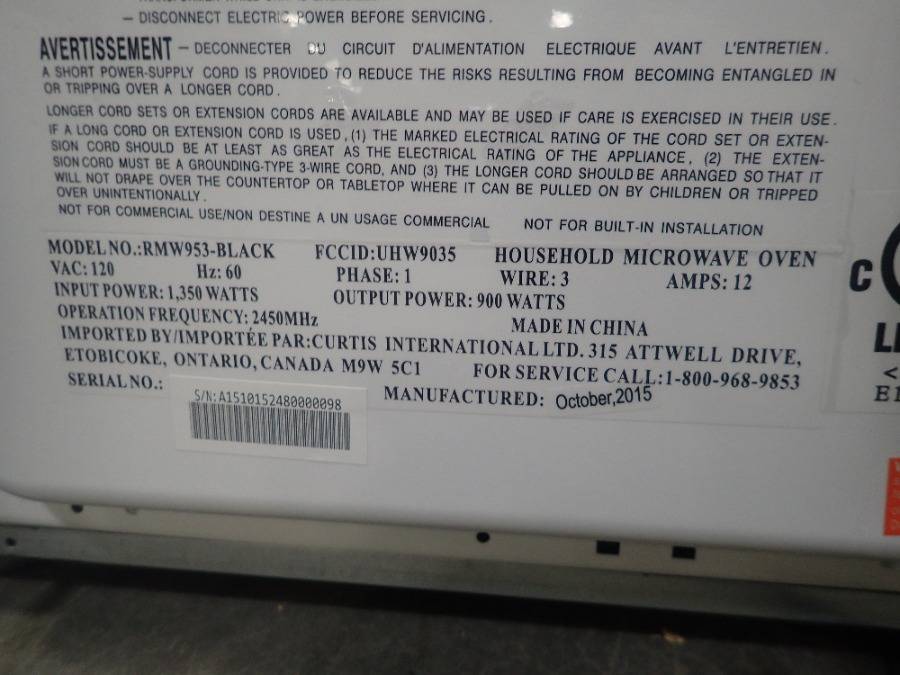 — DISCONNECT ELECTRIC POWER BEFORE SERVICING.
AVERTISSEMENT — DECONNECTER DU CIRCUIT D'ALIMENTATION ELECTRIQUE AVANT L'ENTRETIEN.
A SHORT POWER-SUPPLY CORD IS PROVIDED TO REDUCE THE RISKS RESULTING FROM BECOMING ENTANGLED IN
OR TRIPPING OVER A LONGER CORD.
LONGER CORD SETS OR EXTENSION CORDS ARE AVAILABLE AND MAY BE USED IF CARE IS EXERCISED IN THEIR USE.
IF A LONG CORD OR EXTENSION CORD IS USED, (1) THE MARKED ELECTRICAL RATING OF THE CORD SET OR EXTEN-
SION CORD SHOULD BE AT LEAST AS GREAT AS THE ELECTRICAL RATING OF THE APPLIANCE, (2) THE EXTEN-
SION CORD MUST BE A GROUNDING-TYPE 3-WIRE CORD, AND (3) THE LONGER CORD SHOULD BE ARRANGED SO THAT IT
WILL NOT DRAPE OVER THE COUNTERTOP OR TABLETOP WHERE IT CAN BE PULLED ON BY CHILDREN OR TRIPPED
OVER UNINTENTIONALLY.
NOT FOR COMMERCIAL USE/NON DESTINE A UN USAGE COMMERCIAL NOT FOR BUILT-IN INSTALLATION
MODEL NO.: RMW953-BLACK FCCID:UHW9035 HOUSEHOLD MICROWAVE OVEN
VAC: 120 Hz: 60 PHASE: 1 WIRE: 3 AMPS: 12
INPUT POWER: 1,350 WATTS OUTPUT POWER: 900 WATTS
OPERATION FREQUENCY: 2450MHz MADE IN CHINA
IMPORTED BY/IMPORTÉE PAR:CURTIS INTERNATIONAL LTD. 315 ATTWELL DRIVE,
ETOBICOKE, ONTARIO, CANADA M9W 5C1 FOR SERVICE CALL:1-800-968-9853
SERIAL NO.: S/N:A1510152480000098 MANUFACTURED: October,2015
C